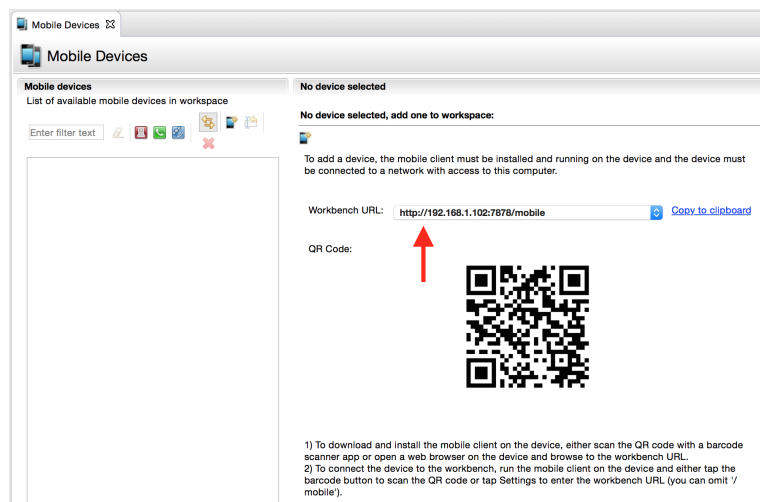 Mobile Devices
Mobile Devices
Mobile devices
List of available mobile devices in workspace
Enter filter text
No device selected
No device selected, add one to workspace:
To add a device, the mobile client must be installed and running on the device and the device must
be connected to a network with access to this computer.
Workbench URL: http://192.168.1.102:7878/mobile Copy to clipboard
QR Code:
1) To download and install the mobile client on the device, either scan the QR code with a barcode
scanner app or open a web browser on the device and browse to the workbench URL.
2) To connect the device to the workbench, run the mobile client on the device and either tap the
barcode button to scan the QR code or tap Settings to enter the workbench URL (you can omit '/
mobile').